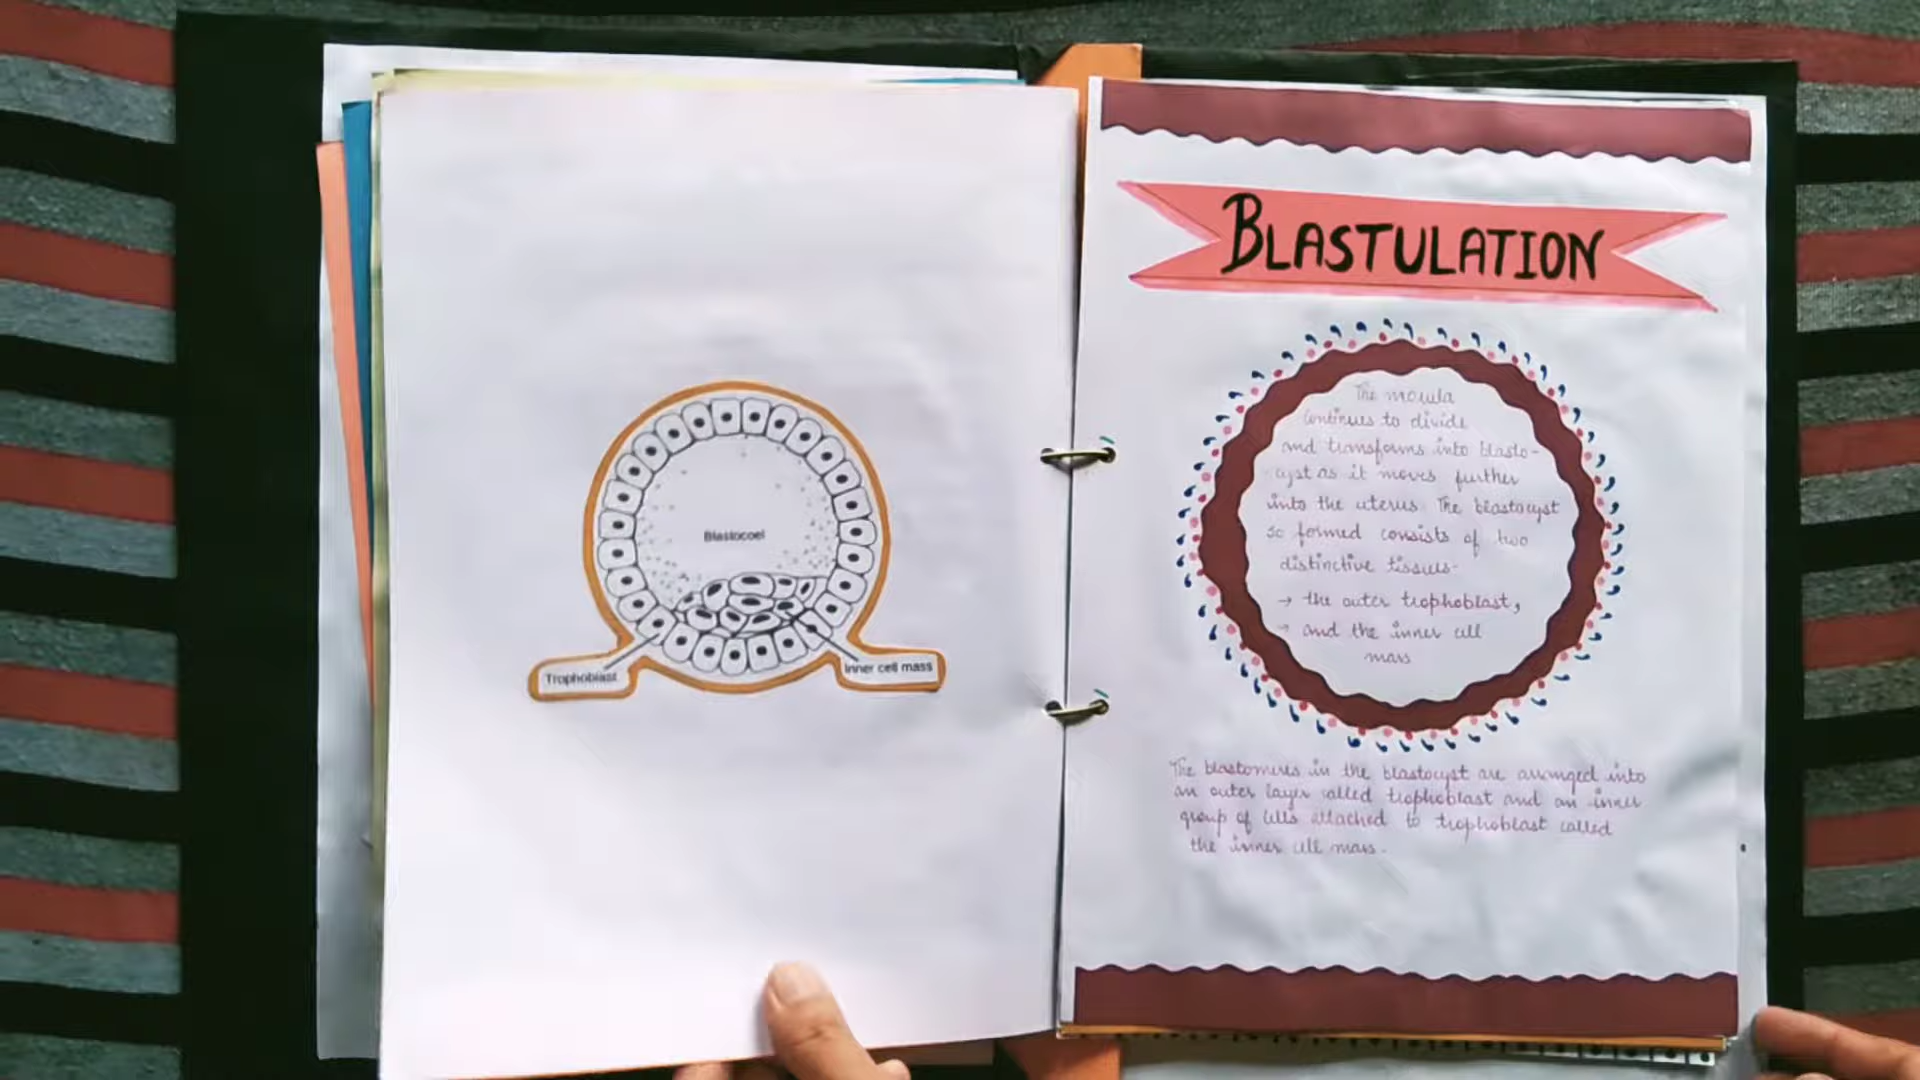 Blastocoel
Trophoblast
Inner cell mass
BLASTULATION
The morula
continues to divide
and transforms into blasto-
cyst as it moves further
into the uterus. The blastocyst
so formed consists of two
distinctive tissues-
→ the outer trophoblast,
→ and the inner cell
mass
The blastomeres in the blastocyst are arranged into
an outer layer called trophoblast and an inner
group of cells attached to trophoblast called
the inner cell mass.